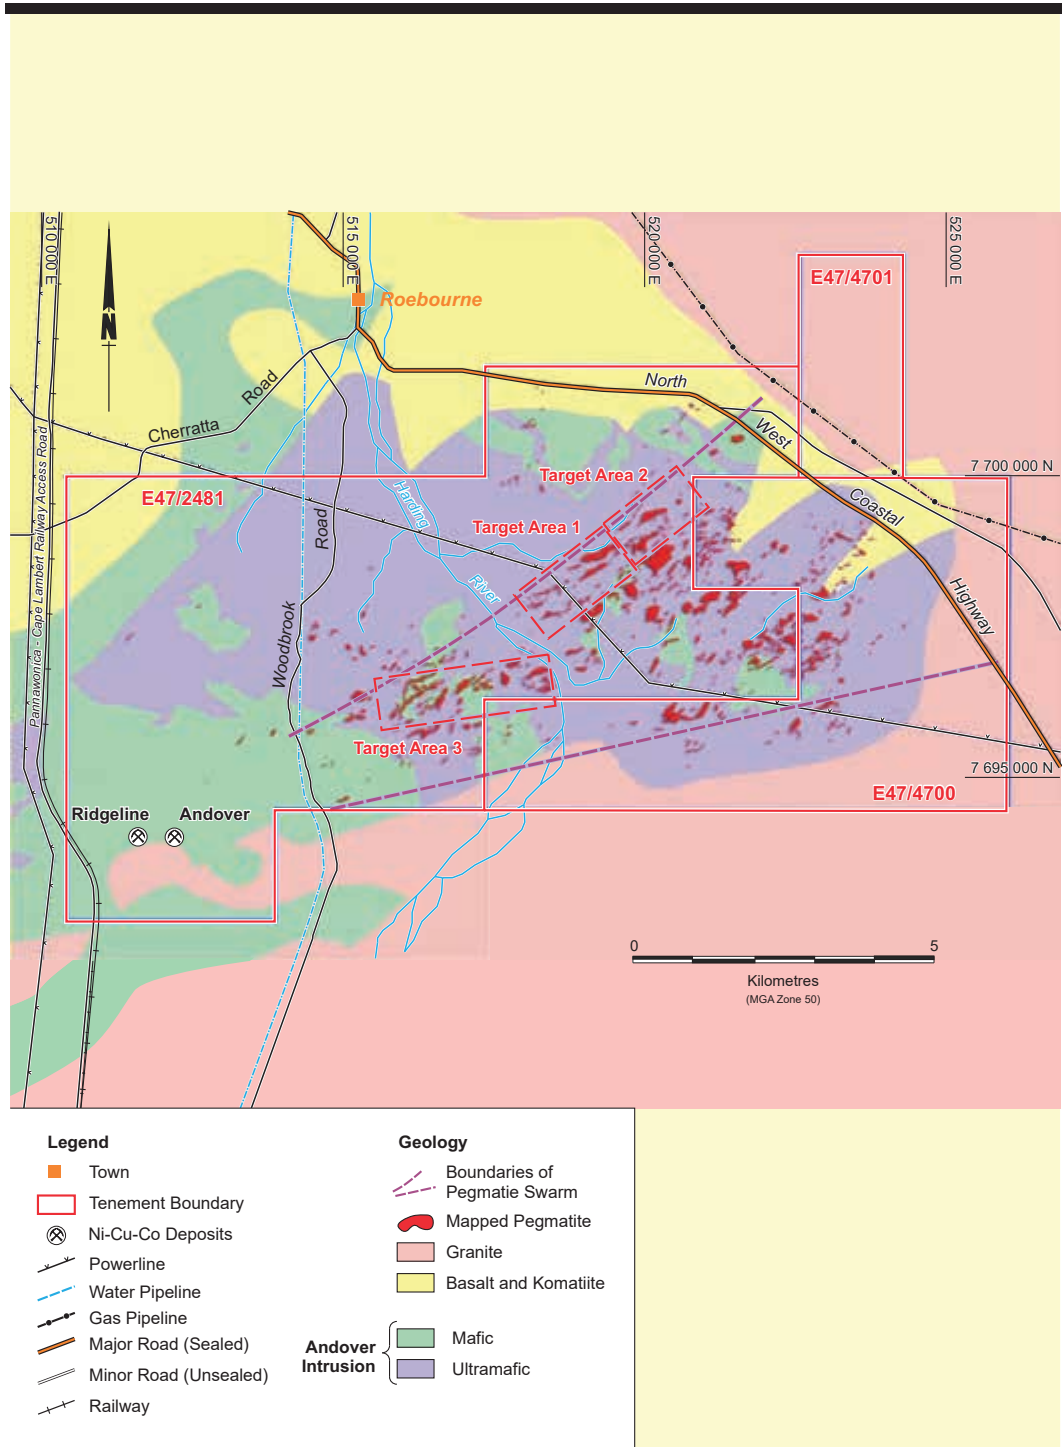 510 000 E
515 000 E
520 000 E
525 000 E
E47/4701
N
Roebourne
North
West
Coastal
Highway
Cherratta
Road
Target Area 2
7 700 000 N
E47/2481
Harding
River
Target Area 1
Road
Woodbrook
Pannawonica - Cape Lambert Railway Access Road
Target Area 3
7 695 000 N
E47/4700
Ridgeline
Andover
0
5
Kilometres
(MGA Zone 50)
Legend
Town
Tenement Boundary
Ni-Cu-Co Deposits
Powerline
Water Pipeline
Gas Pipeline
Major Road (Sealed)
Minor Road (Unsealed)
Railway
Geology
Boundaries of
Pegmatie Swarm
Mapped Pegmatite
Granite
Basalt and Komatiite
Andover
Intrusion
Mafic
Ultramafic